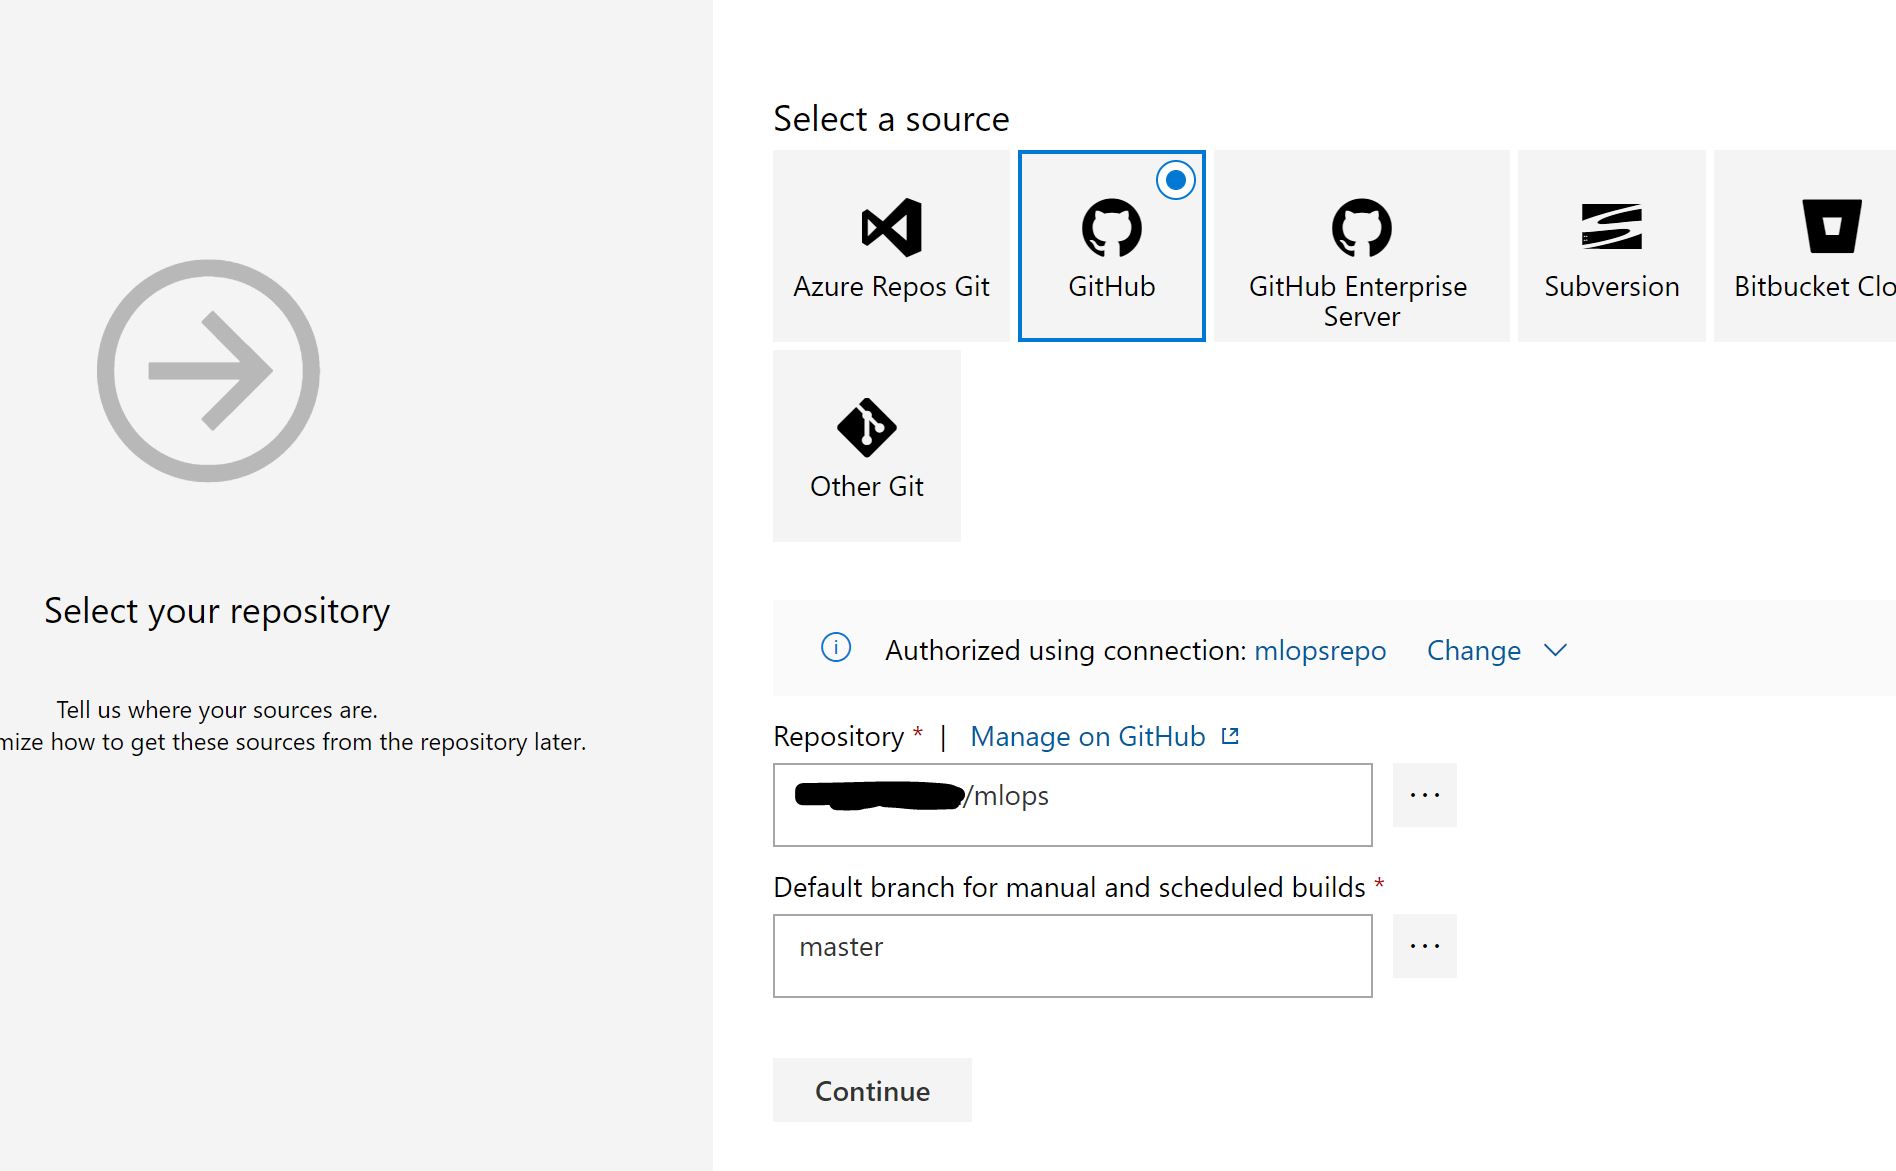 Select a source
Azure Repos Git
GitHub
GitHub Enterprise
Server
Subversion
Bitbucket Clo
Other Git
Select your repository
Tell us where your sources are.
mize how to get these sources from the repository later.
Authorized using connection: mlopsrepo Change
Repository * | Manage on GitHub
/mlops
...
Default branch for manual and scheduled builds *
master
...
Continue